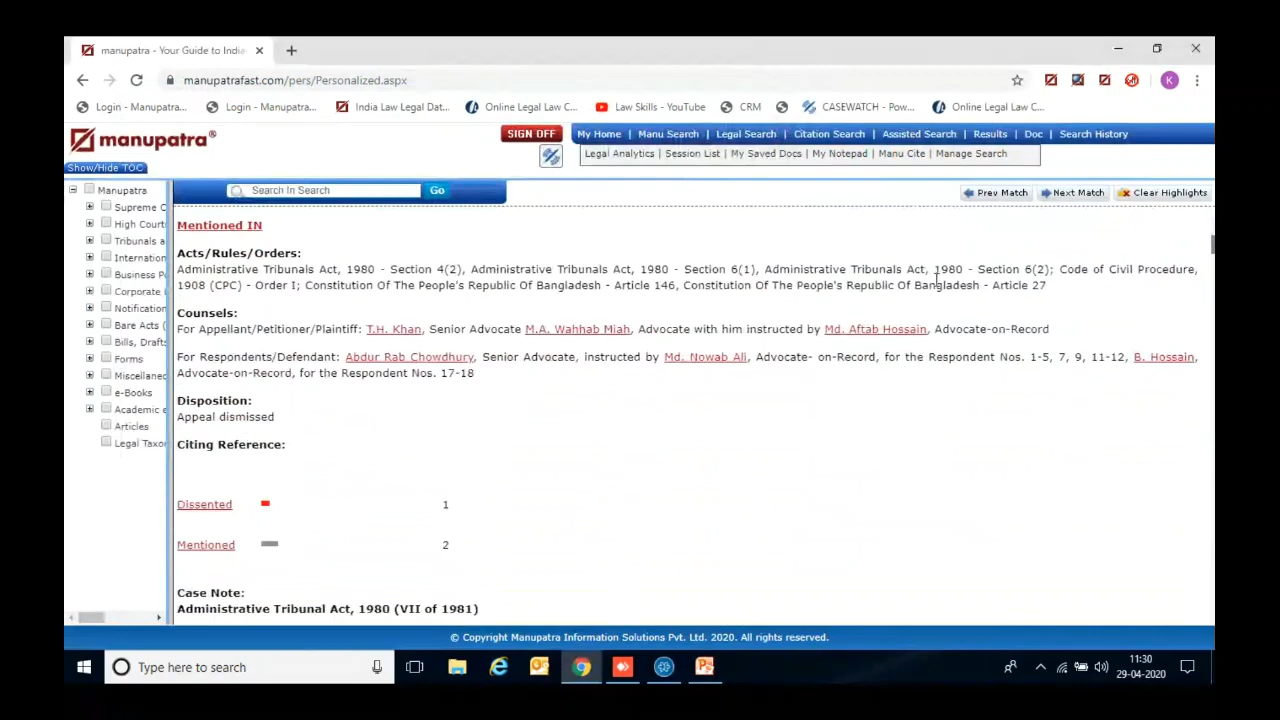 manupatra - Your Guide to India
manupatrafast.com/pers/Personalized.aspx
K
Login - Manupatra... Login - Manupatra... India Law Legal Dat... Online Legal Law C... Law Skills - YouTube CRM CASEWATCH - Pow... Online Legal Law C...
manupatra®
SIGN OFF
My Home | Manu Search | Legal Search | Citation Search | Assisted Search | Results | Doc | Search History
Legal Analytics | Session List | My Saved Docs | My Notepad | Manu Cite | Manage Search
Show/Hide TOC
Search In Search Go
Prev Match Next Match Clear Highlights
Manupatra
Supreme C
High Court
Tribunals a
Internation
Business P
Corporate
Notification
Bare Acts (
Bills, Draft
Forms
Miscellane
e-Books
Academic e
Articles
Legal Taxo
Mentioned IN
Acts/Rules/Orders:
Administrative Tribunals Act, 1980 - Section 4(2), Administrative Tribunals Act, 1980 - Section 6(1), Administrative Tribunals Act, 1980 - Section 6(2); Code of Civil Procedure,
1908 (CPC) - Order I; Constitution Of The People's Republic Of Bangladesh - Article 146, Constitution Of The People's Republic Of Bangladesh - Article 27
Counsels:
For Appellant/Petitioner/Plaintiff: T.H. Khan, Senior Advocate M.A. Wahhab Miah, Advocate with him instructed by Md. Aftab Hossain, Advocate-on-Record
For Respondents/Defendant: Abdur Rab Chowdhury, Senior Advocate, instructed by Md. Nowab Ali, Advocate- on-Record, for the Respondent Nos. 1-5, 7, 9, 11-12, B. Hossain,
Advocate-on-Record, for the Respondent Nos. 17-18
Disposition:
Appeal dismissed
Citing Reference:
Dissented 1
Mentioned 2
Case Note:
Administrative Tribunal Act, 1980 (VII of 1981)
© Copyright Manupatra Information Solutions Pvt. Ltd. 2020. All rights reserved.
Type here to search
11:30
29-04-2020